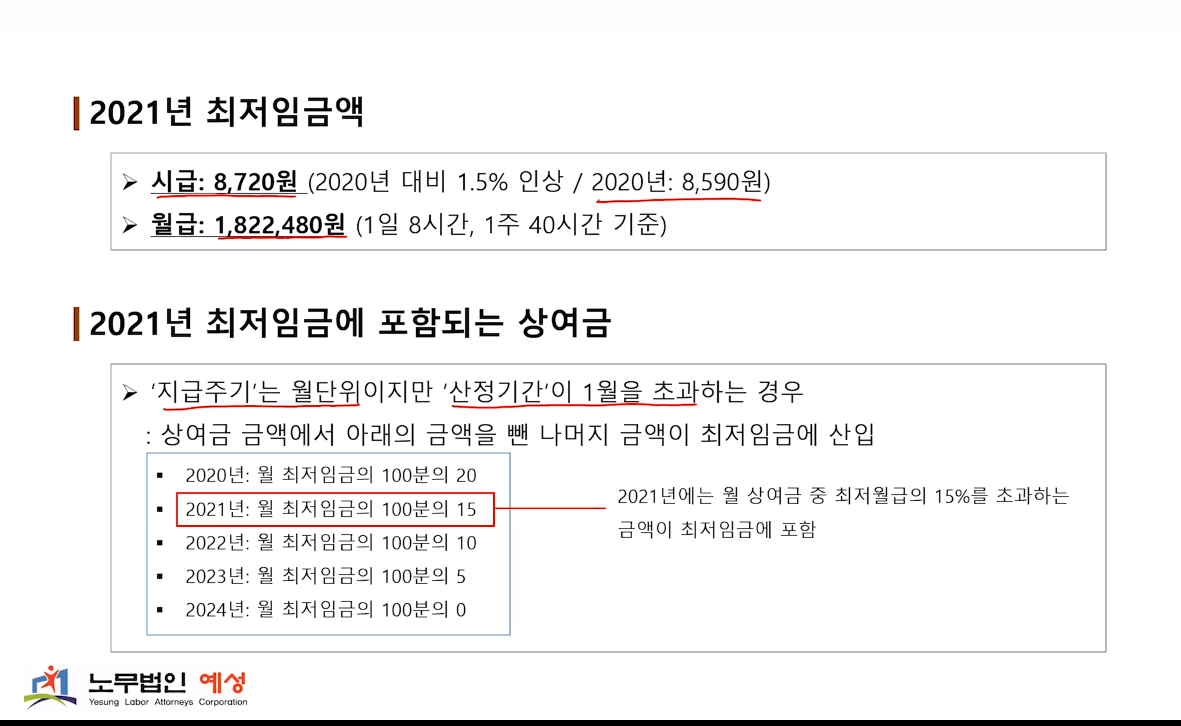 2021년 최저임금액
➢ 시급: 8,720원 (2020년 대비 1.5% 인상 / 2020년: 8,590원)
➢ 월급: 1,822,480원 (1일 8시간, 1주 40시간 기준)
2021년 최저임금에 포함되는 상여금
➢ '지급주기'는 월단위이지만 '산정기간'이 1월을 초과하는 경우
: 상여금 금액에서 아래의 금액을 뺀 나머지 금액이 최저임금에 산입
▪ 2020년: 월 최저임금의 100분의 20
▪ 2021년: 월 최저임금의 100분의 15
▪ 2022년: 월 최저임금의 100분의 10
▪ 2023년: 월 최저임금의 100분의 5
▪ 2024년: 월 최저임금의 100분의 0
2021년에는 월 상여금 중 최저월급의 15%를 초과하는
금액이 최저임금에 포함
노무법인 예성
Yesung Labor Attorneys Corporation